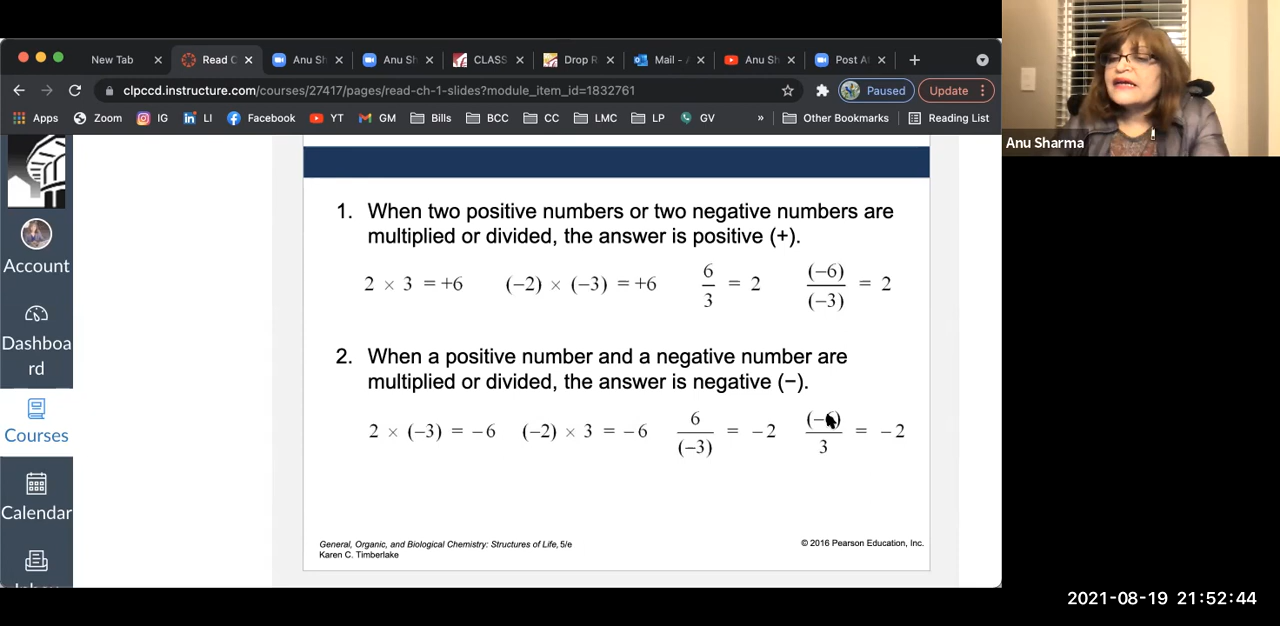 New Tab
Read C
Anu Sh
Anu Sh
CLASS
Drop R
Mail - 
Anu Sh
Post A
clpccd.instructure.com/courses/27417/pages/read-ch-1-slides?module_item_id=1832761
Paused
Update
Apps
Zoom
IG
LI
Facebook
YT
GM
Bills
BCC
CC
LMC
LP
GV
»
Other Bookmarks
Reading List
Anu Sharma
Account
Dashboa
rd
Courses
Calendar
1. When two positive numbers or two negative numbers are
multiplied or divided, the answer is positive (+).
2 × 3 = +6 (−2) × (−3) = +6 6/3 = 2 (−6)/(−3) = 2
2. When a positive number and a negative number are
multiplied or divided, the answer is negative (−).
2 × (−3) = −6 (−2) × 3 = −6 6/(−3) = −2 (− )/3 = −2
General, Organic, and Biological Chemistry: Structures of Life, 5/e
Karen C. Timberlake
© 2016 Pearson Education, Inc.
2021-08-19 21:52:44